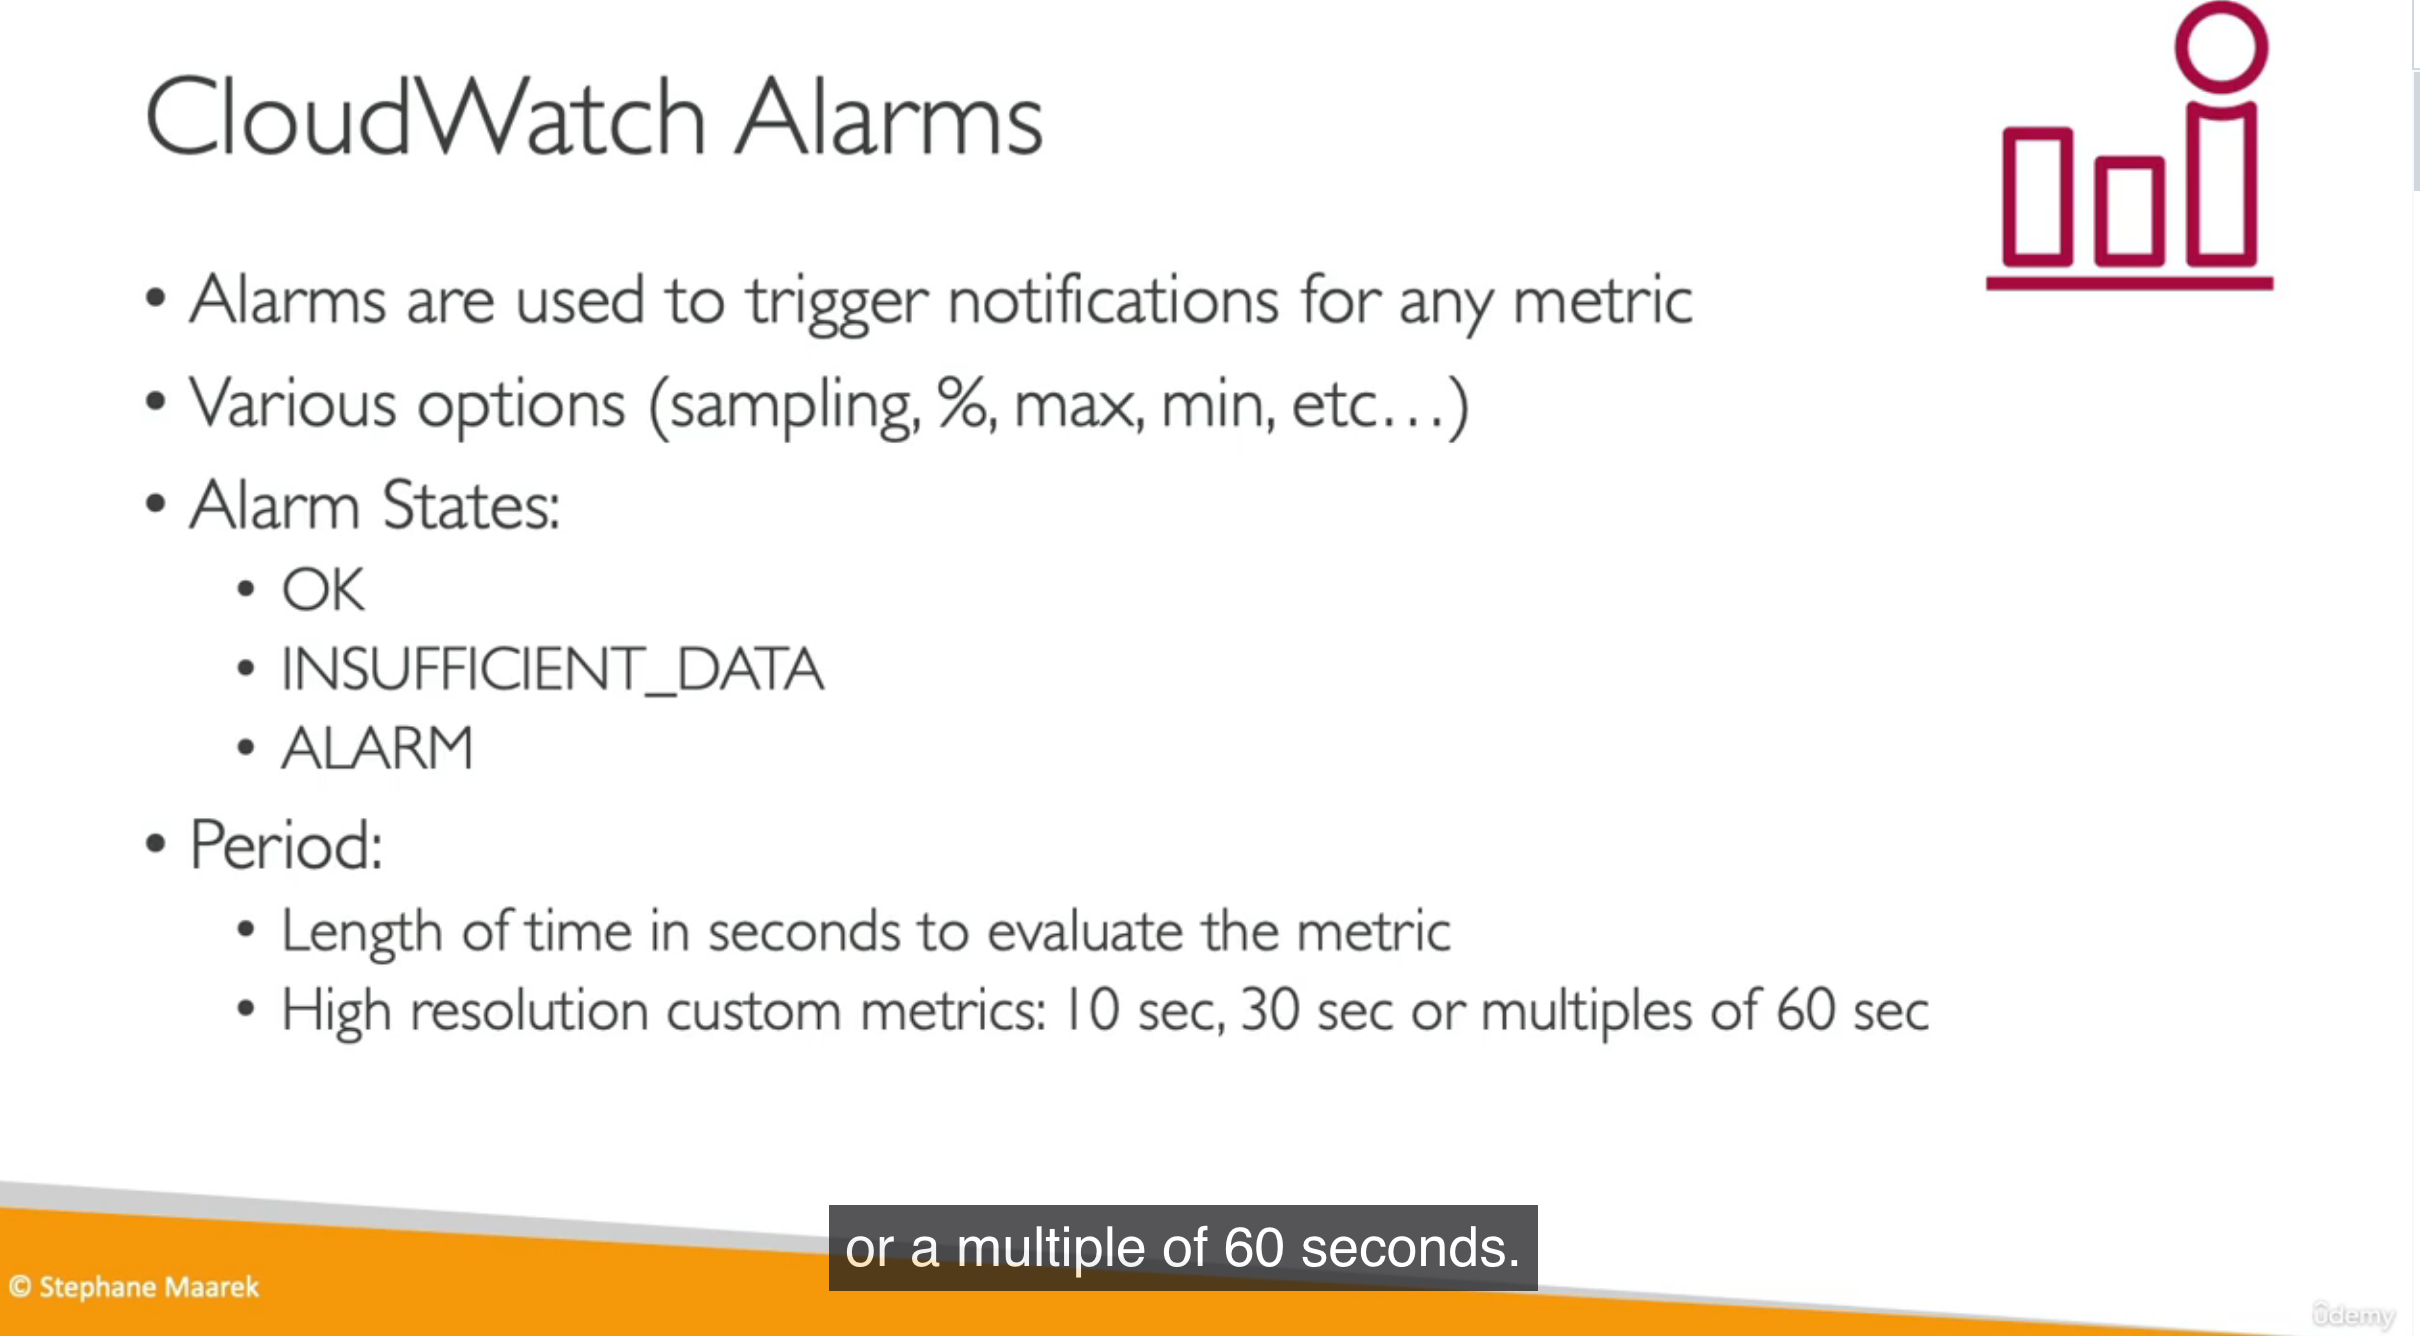 CloudWatch Alarms
• Alarms are used to trigger notifications for any metric
• Various options (sampling, %, max, min, etc…)
• Alarm States:
• OK
• INSUFFICIENT_DATA
• ALARM
• Period:
• Length of time in seconds to evaluate the metric
• High resolution custom metrics: 10 sec, 30 sec or multiples of 60 sec
or a multiple of 60 seconds.
© Stephane Maarek
ûdemy